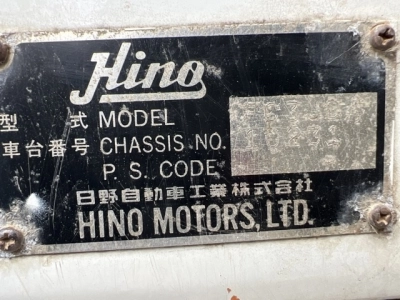 Hino
型 式 MODEL
車台番号 CHASSIS NO.
P. S. CODE
日野自動車工業株式会社
HINO MOTORS, LTD.